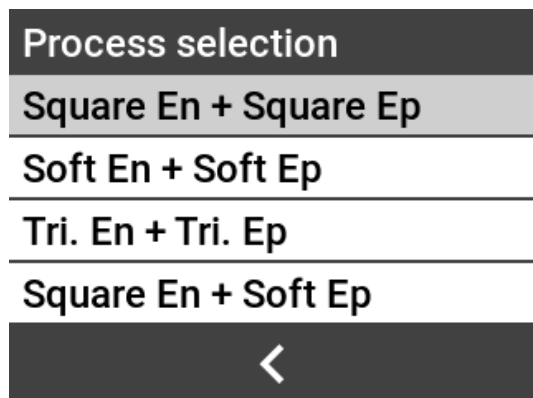 Process selection
Square En + Square Ep
Soft En + Soft Ep
Tri. En + Tri. Ep
Square En + Soft Ep